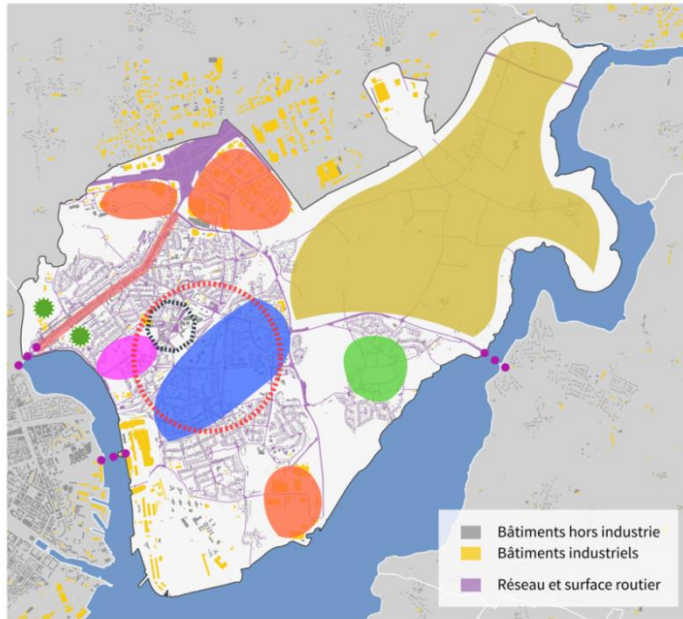 Bâtiments hors industrie
Bâtiments industriels
Réseau et surface routier